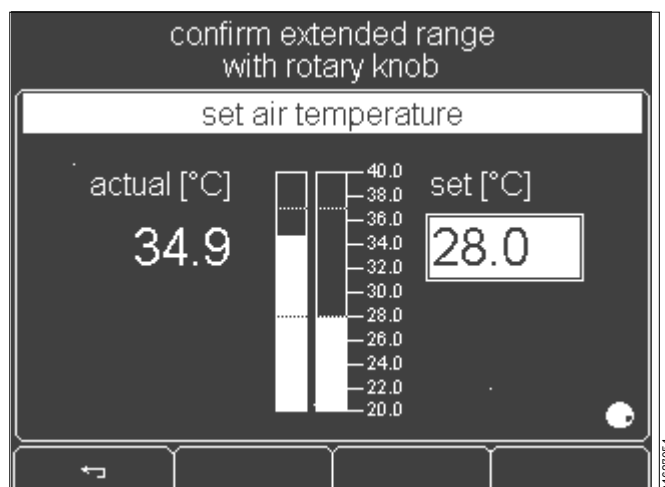 confirm extended range
with rotary knob
set air temperature
actual [°C]
34.9
40.0
38.0
36.0
34.0
32.0
30.0
28.0
26.0
24.0
22.0
20.0
set [°C]
28.0